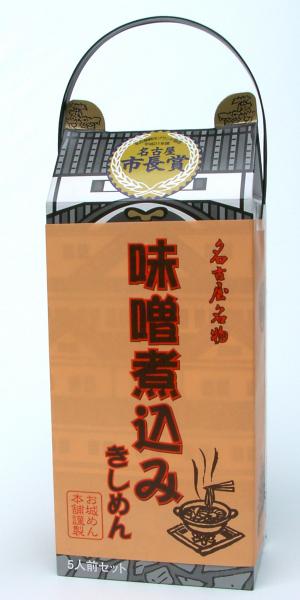 名古屋
市長賞
名古屋名物
味噌煮込み
きしめん
お城めん
本舗謹製
5人前セット